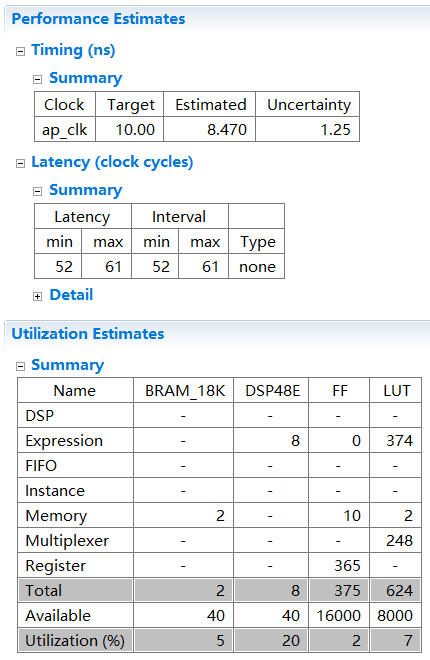 Performance Estimates
Timing (ns)
Summary
Clock Target Estimated Uncertainty
ap_clk 10.00 8.470 1.25
Latency (clock cycles)
Summary
Latency Interval
min max min max Type
52 61 52 61 none
Detail
Utilization Estimates
Summary
Name BRAM_18K DSP48E FF LUT
DSP - - - -
Expression - 8 0 374
FIFO - - - -
Instance - - - -
Memory 2 - 10 2
Multiplexer - - - 248
Register - - 365 -
Total 2 8 375 624
Available 40 40 16000 8000
Utilization (%) 5 20 2 7